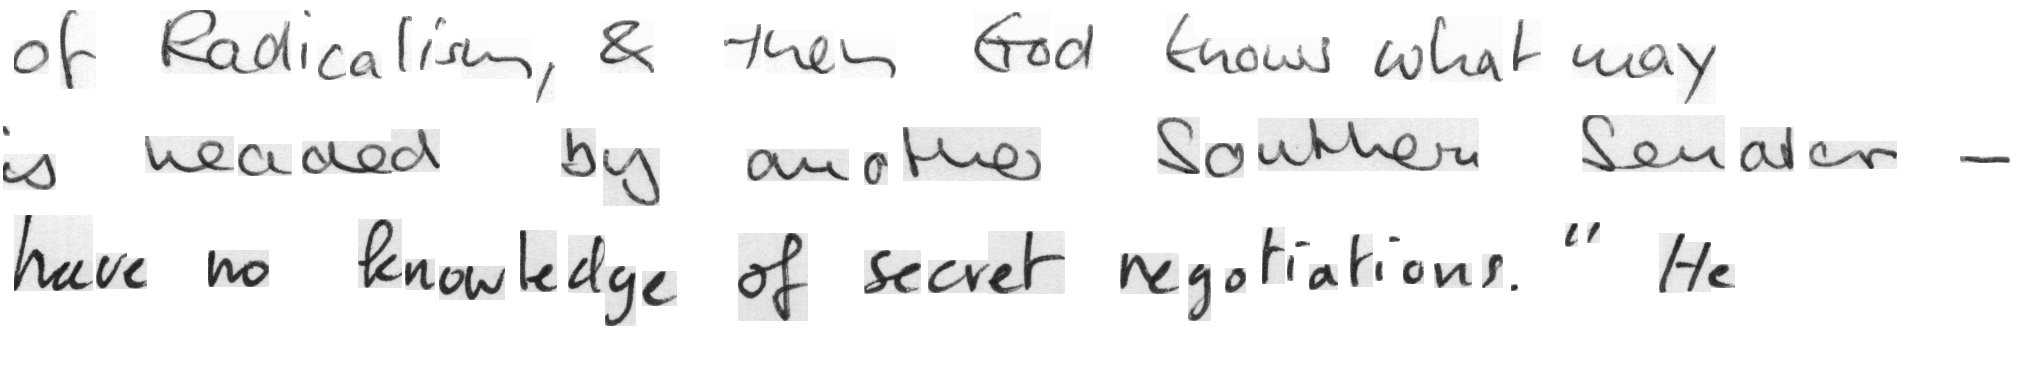 of Radicalism, & then God knows what may
is headed by another Southern Senator -
have no knowledge of secret negotiations." He